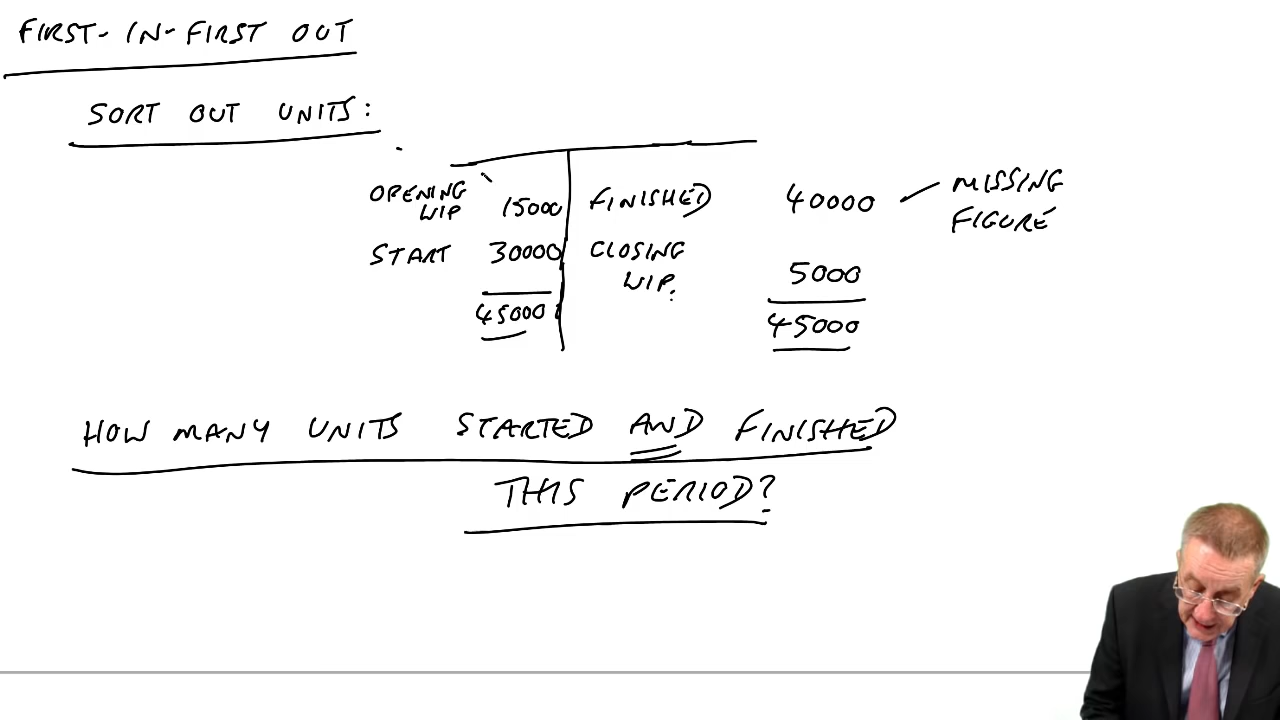 FIRST-IN-FIRST OUT
SORT OUT UNITS:
OPENING WIP 15000 FINISHED 40000 MISSING FIGURE
START 30000 CLOSING WIP. 5000
45000 45000
HOW MANY UNITS STARTED AND FINISHED
THIS PERIOD?